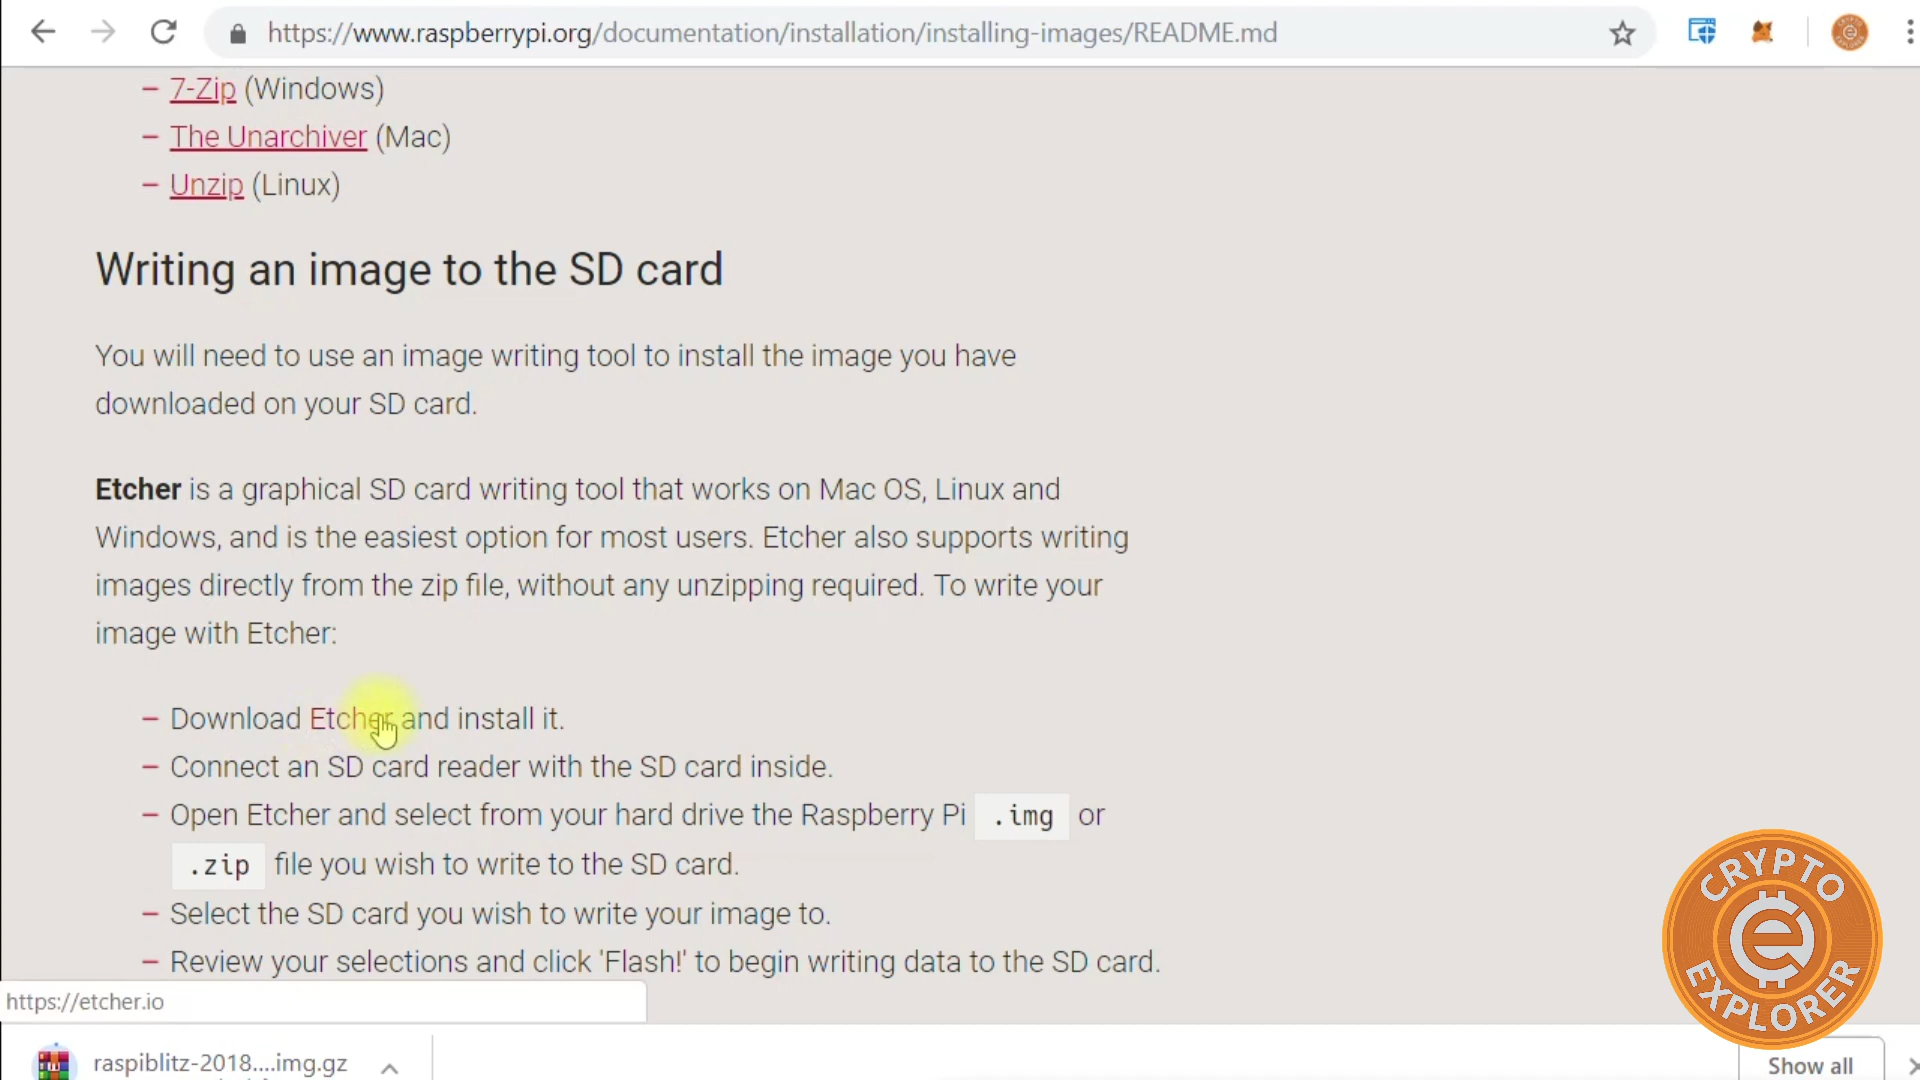 https://www.raspberrypi.org/documentation/installation/installing-images/README.md
– 7-Zip (Windows)
– The Unarchiver (Mac)
– Unzip (Linux)
Writing an image to the SD card
You will need to use an image writing tool to install the image you have
downloaded on your SD card.
Etcher is a graphical SD card writing tool that works on Mac OS, Linux and
Windows, and is the easiest option for most users. Etcher also supports writing
images directly from the zip file, without any unzipping required. To write your
image with Etcher:
– Download Etcher and install it.
– Connect an SD card reader with the SD card inside.
– Open Etcher and select from your hard drive the Raspberry Pi .img or
.zip file you wish to write to the SD card.
– Select the SD card you wish to write your image to.
– Review your selections and click 'Flash!' to begin writing data to the SD card.
CRYPTO
EXPLORER
https://etcher.io
raspiblitz-2018....img.gz
Show all